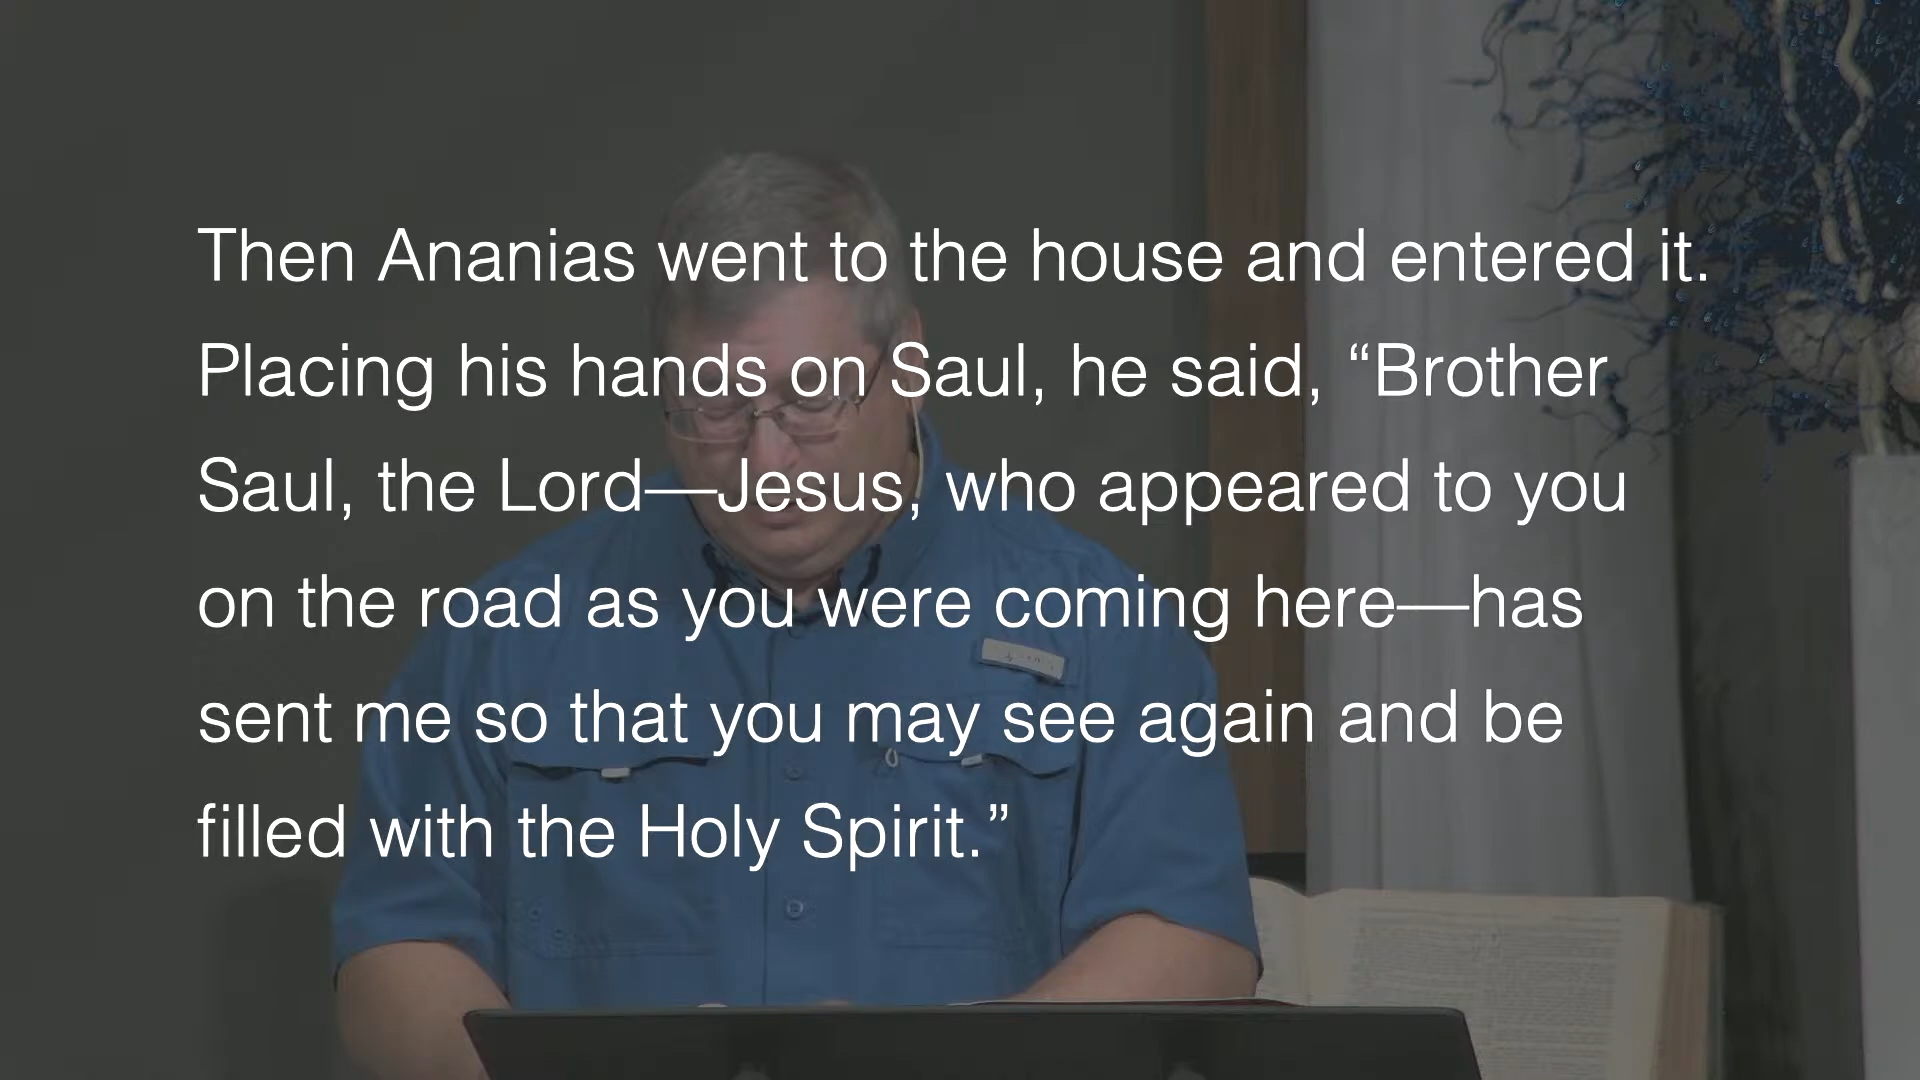 Then Ananias went to the house and entered it.
Placing his hands on Saul, he said, “Brother
Saul, the Lord—Jesus, who appeared to you
on the road as you were coming here—has
sent me so that you may see again and be
filled with the Holy Spirit.”